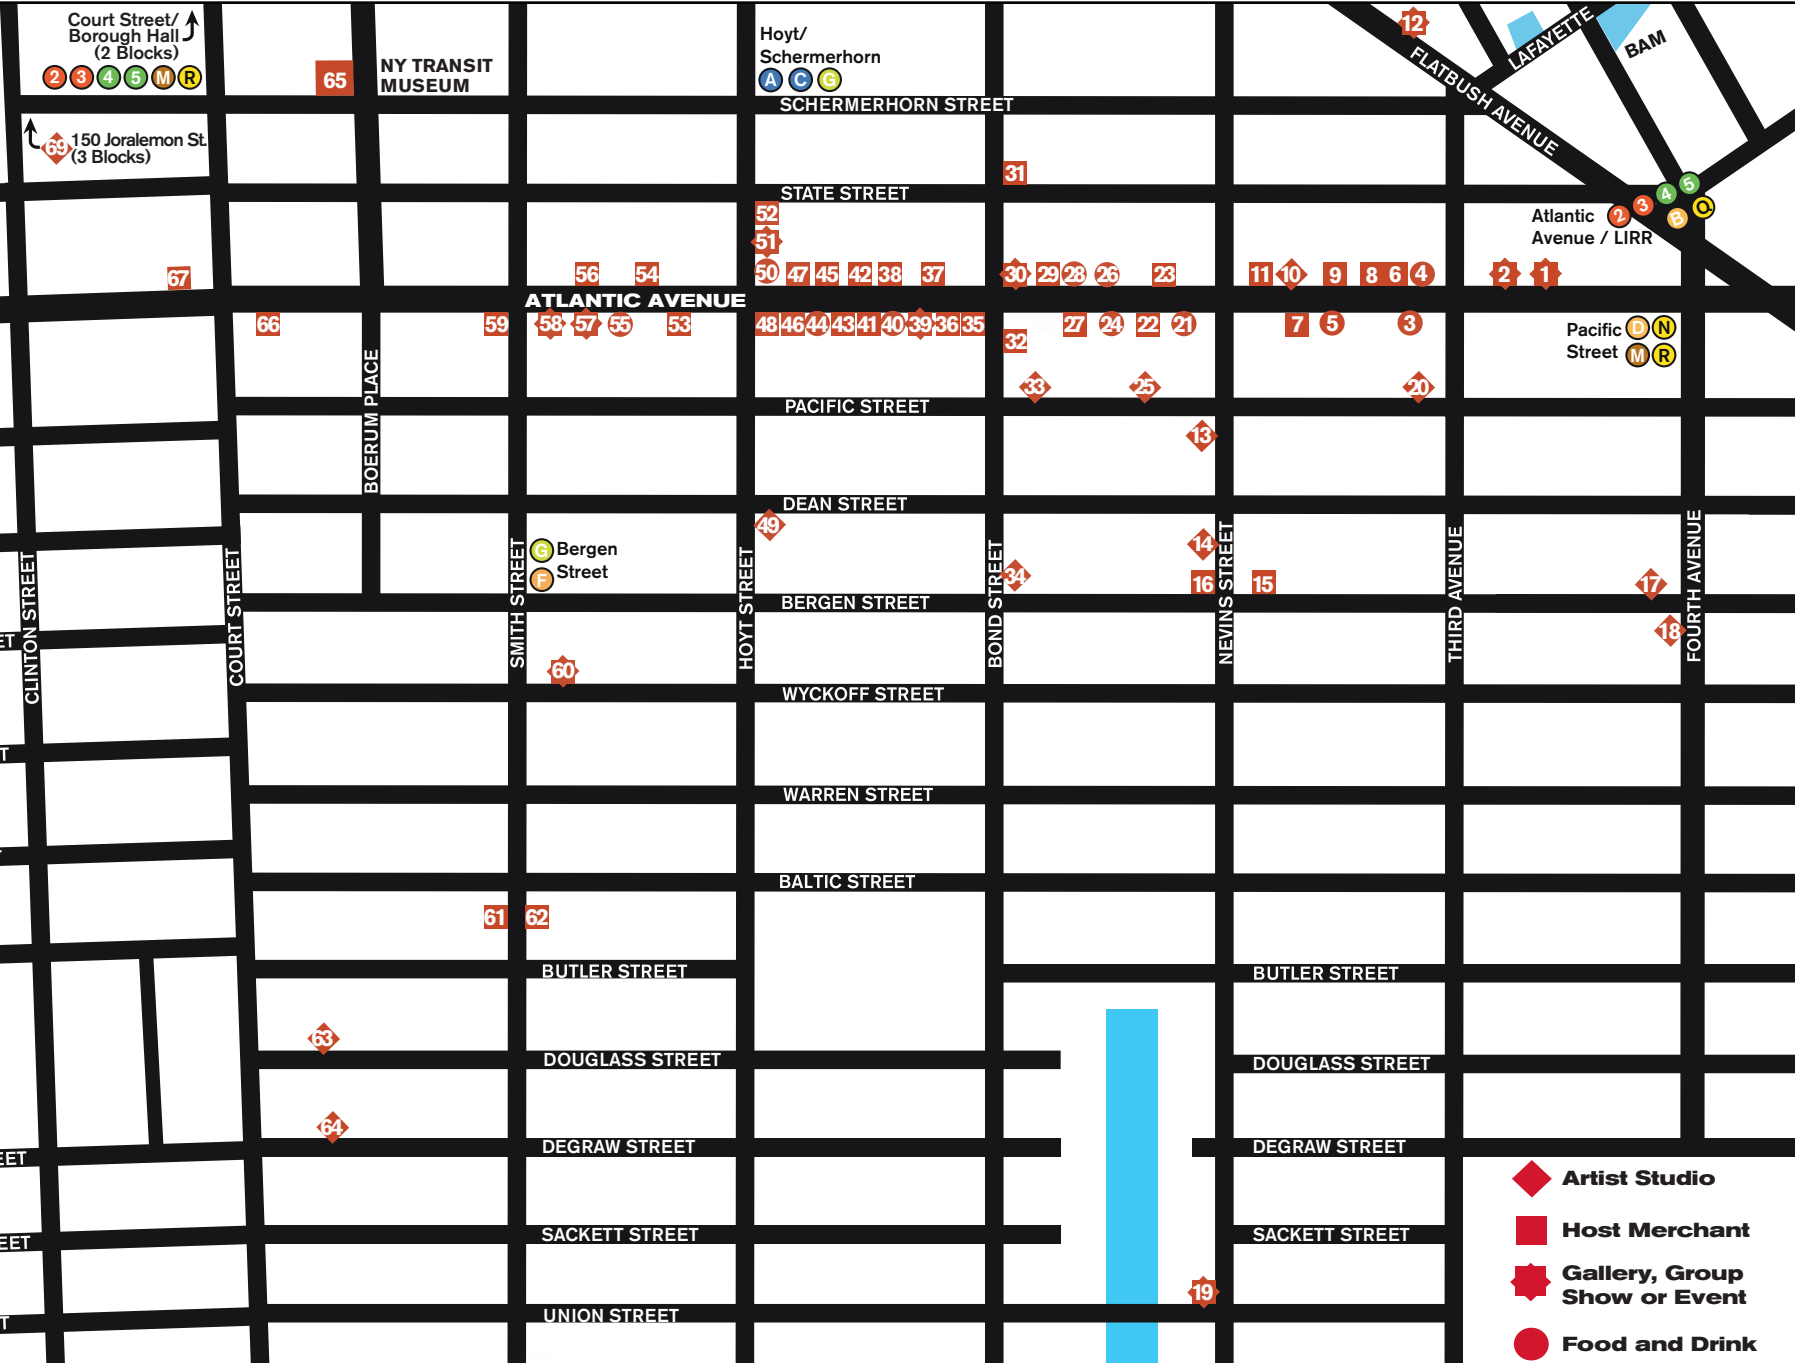 Court Street/
Borough Hall
(2 Blocks)
2 3 4 5 M R
65
NY TRANSIT
MUSEUM
Hoyt/
Schermerhorn
A C G
12
LAFAYETTE
BAM
FLATBUSH AVENUE
SCHERMERHORN STREET
69
150 Joralemon St.
(3 Blocks)
31
STATE STREET
2 3 4 5 B Q
Atlantic
Avenue / LIRR
52
51
67
56 54 50 47 45 42 38 37 30 29 28 26 23 11 10 9 8 6 4 2 1
ATLANTIC AVENUE
66 59 58 57 55 53 48 46 44 43 41 40 39 36 35 27 24 22 21 7 5 3
32
Pacific D N
Street M R
33 25 20
BOERUM PLACE
PACIFIC STREET
13
DEAN STREET
49
14
G Bergen
F Street
34
16 15 17
CLINTON STREET
COURT STREET
SMITH STREET
HOYT STREET
BOND STREET
NEVINS STREET
THIRD AVENUE
FOURTH AVENUE
BERGEN STREET
18
ET
60
WYCKOFF STREET
T
WARREN STREET
BALTIC STREET
61 62
BUTLER STREET
BUTLER STREET
63
DOUGLASS STREET
DOUGLASS STREET
64
DEGRAW STREET
DEGRAW STREET
EET
Artist Studio
Host Merchant
SACKETT STREET
SACKETT STREET
EET
Gallery, Group
Show or Event
19
UNION STREET
T
Food and Drink